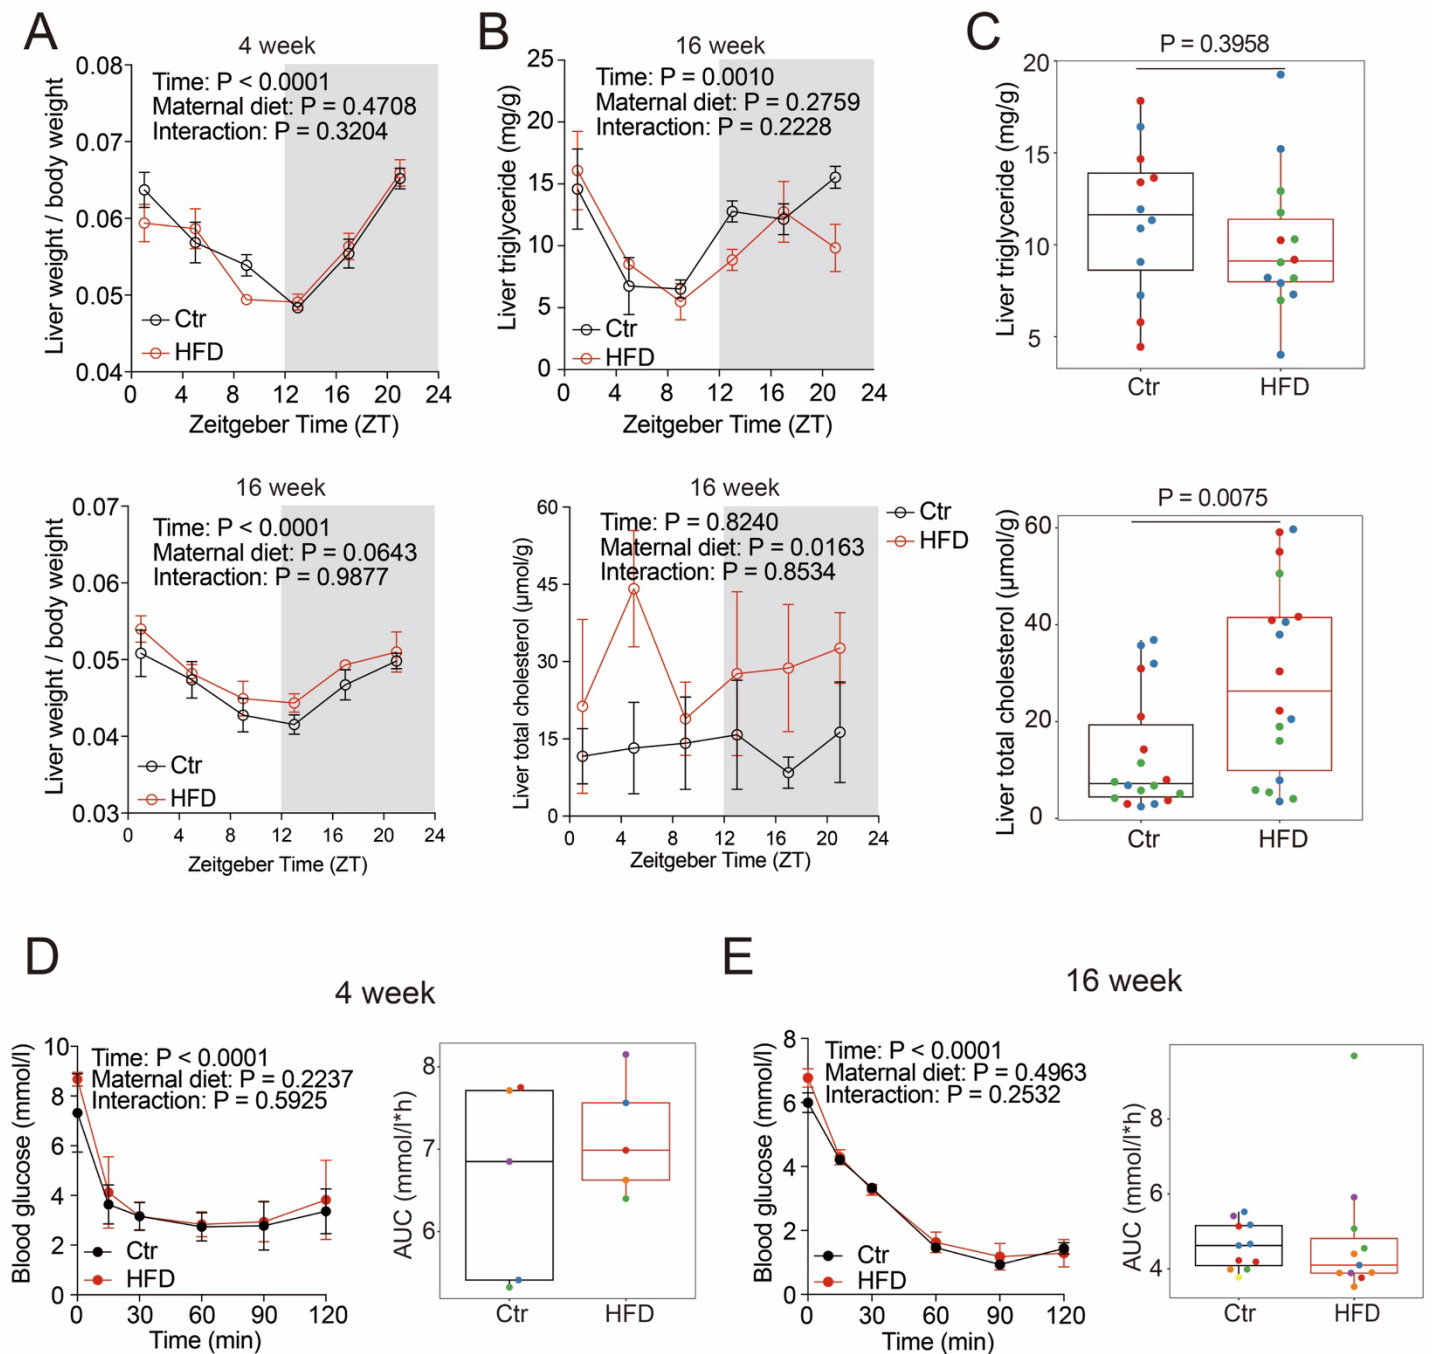 A
4 week
Time: P < 0.0001
Maternal diet: P = 0.4708
Interaction: P = 0.3204
Liver weight / body weight
0.08
0.07
0.06
0.05
0.04
Ctr
HFD
0 4 8 12 16 20 24
Zeitgeber Time (ZT)
16 week
Time: P < 0.0001
Maternal diet: P = 0.0643
Interaction: P = 0.9877
Liver weight / body weight
0.07
0.06
0.05
0.04
0.03
Ctr
HFD
0 4 8 12 16 20 24
Zeitgeber Time (ZT)
B
16 week
Time: P = 0.0010
Maternal diet: P = 0.2759
Interaction: P = 0.2228
Liver triglyceride (mg/g)
25
20
15
10
5
0
Ctr
HFD
0 4 8 12 16 20 24
Zeitgeber Time (ZT)
16 week
Time: P = 0.8240
Maternal diet: P = 0.0163
Interaction: P = 0.8534
Liver total cholesterol (μmol/g)
60
45
30
15
0
Ctr
HFD
0 4 8 12 16 20 24
Zeitgeber Time (ZT)
C
P = 0.3958
Liver triglyceride (mg/g)
20
15
10
5
Ctr HFD
P = 0.0075
Liver total cholesterol (μmol/g)
60
40
20
0
Ctr HFD
D
4 week
Time: P < 0.0001
Maternal diet: P = 0.2237
Interaction: P = 0.5925
Blood glucose (mmol/l)
10
8
6
4
2
0
Ctr
HFD
0 30 60 90 120
Time (min)
AUC (mmol/l*h)
8
7
6
Ctr HFD
E
16 week
Time: P < 0.0001
Maternal diet: P = 0.4963
Interaction: P = 0.2532
Blood glucose (mmol/l)
8
6
4
2
0
Ctr
HFD
0 30 60 90 120
Time (min)
AUC (mmol/l*h)
8
6
4
Ctr HFD